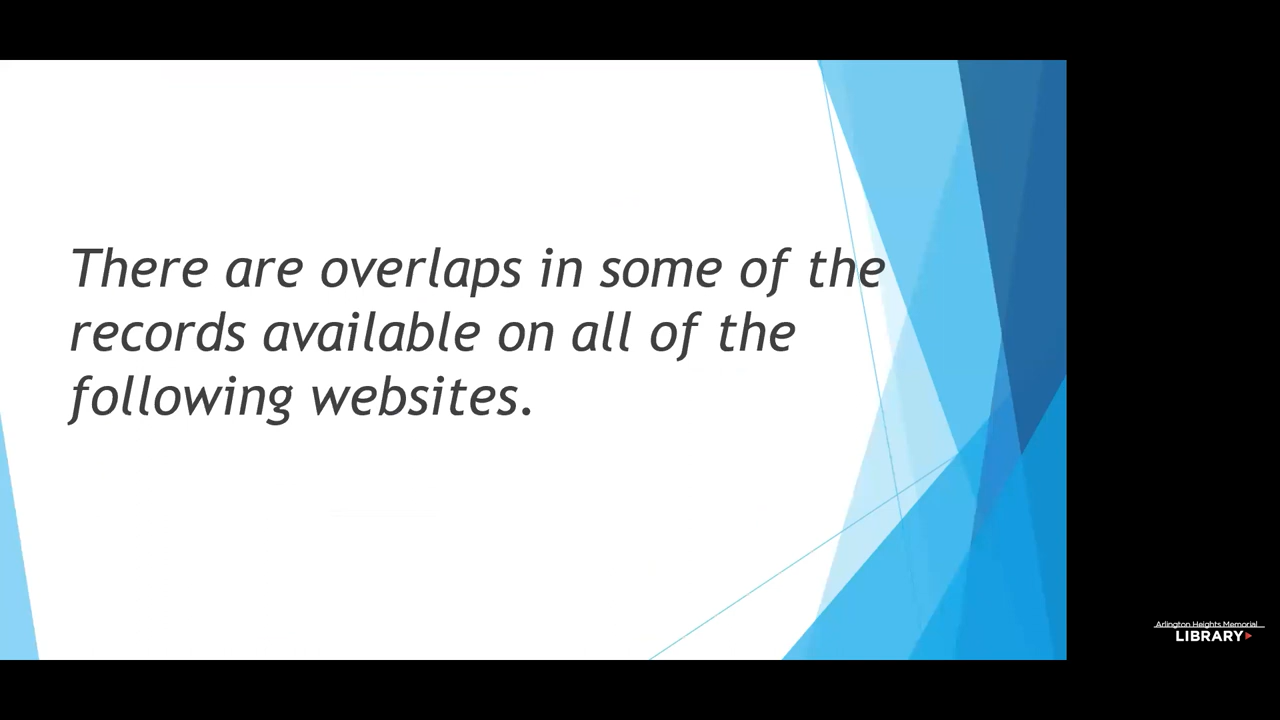 There are overlaps in some of the
records available on all of the
following websites.
Arlington Heights Memorial
LIBRARY